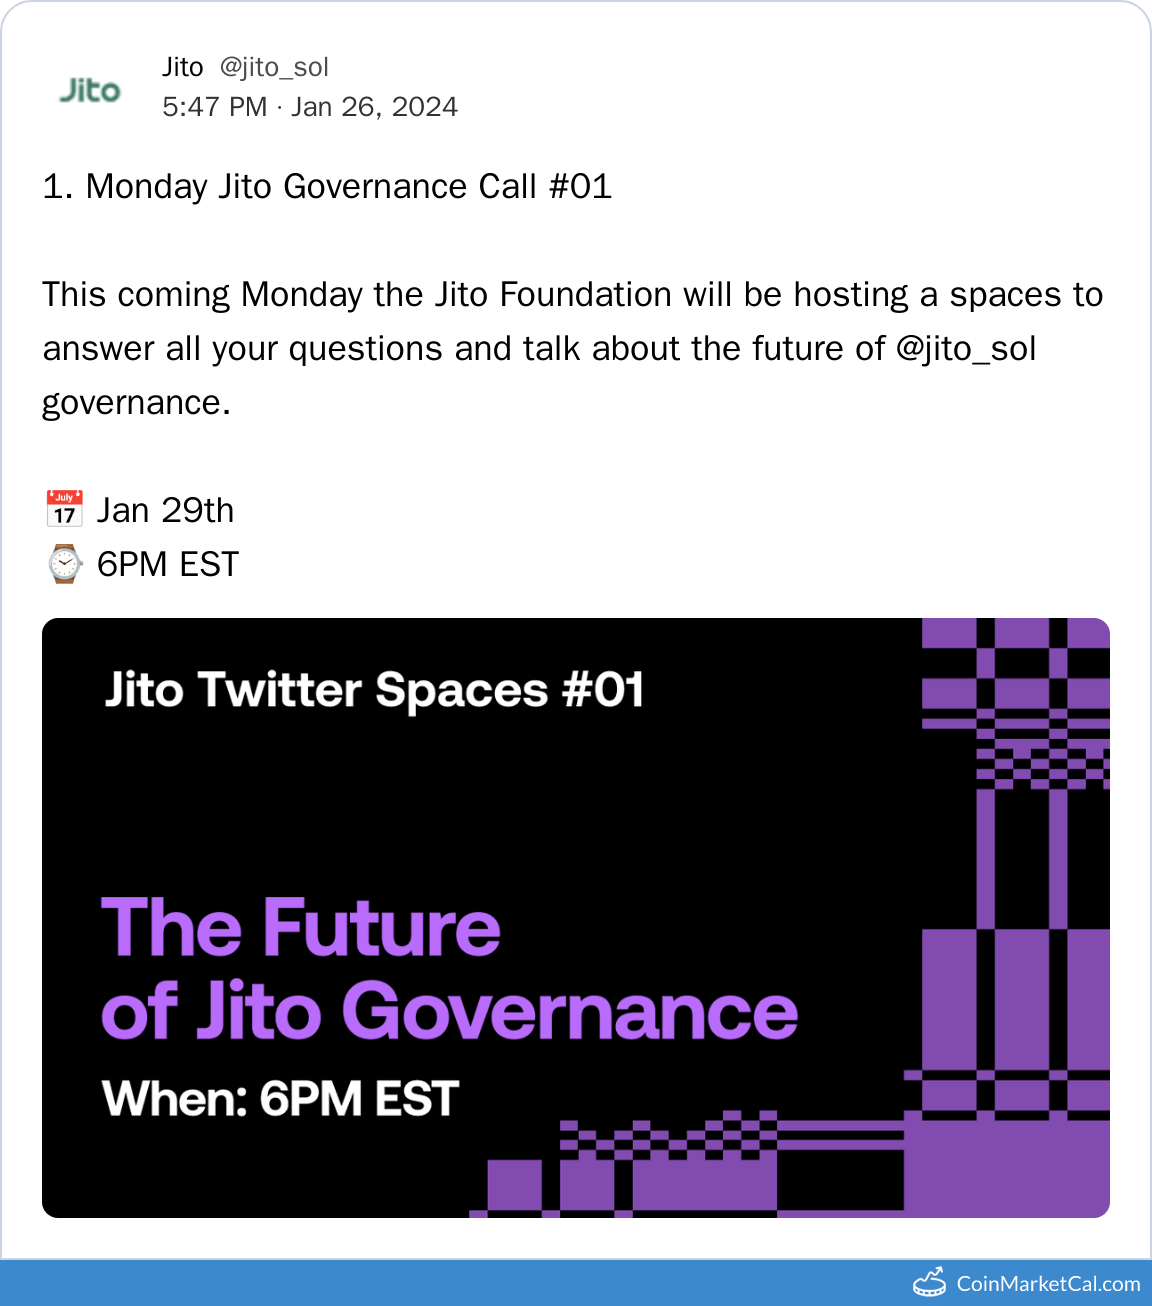 Jito
Jito @jito_sol
5:47 PM · Jan 26, 2024
1. Monday Jito Governance Call #01
This coming Monday the Jito Foundation will be hosting a spaces to
answer all your questions and talk about the future of @jito_sol
governance.
July
17
Jan 29th
6PM EST
Jito Twitter Spaces #01
The Future
of Jito Governance
When: 6PM EST
CoinMarketCal.com